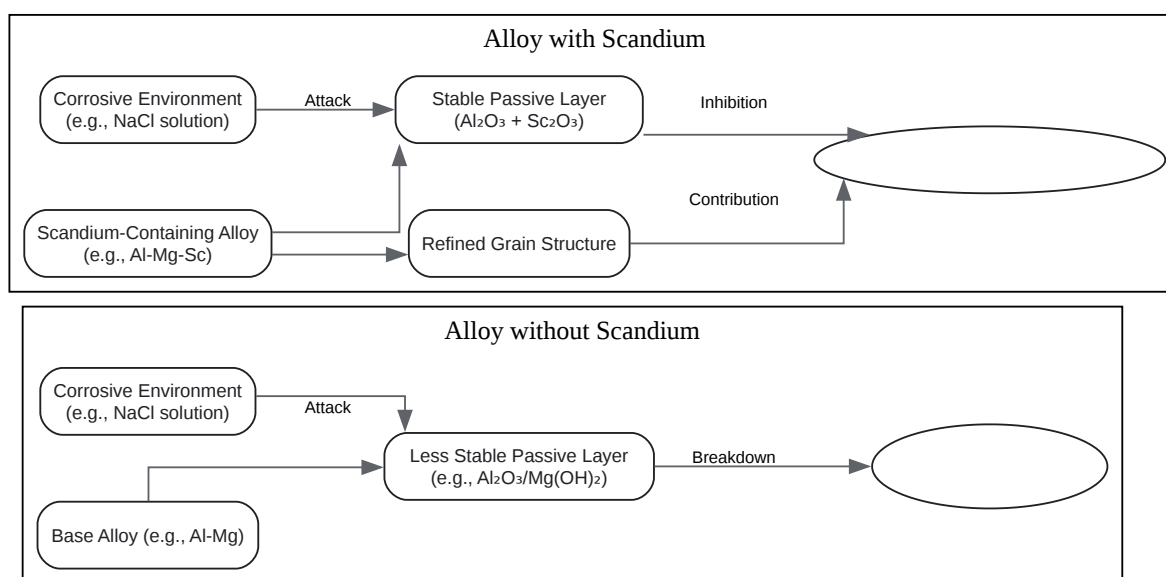 Alloy with Scandium
Corrosive Environment
(e.g., NaCl solution)
Attack
Stable Passive Layer
(Al₂O₃ + Sc₂O₃)
Inhibition
Scandium-Containing Alloy
(e.g., Al-Mg-Sc)
Refined Grain Structure
Contribution
Alloy without Scandium
Corrosive Environment
(e.g., NaCl solution)
Attack
Less Stable Passive Layer
(e.g., Al₂O₃/Mg(OH)₂)
Breakdown
Base Alloy (e.g., Al-Mg)